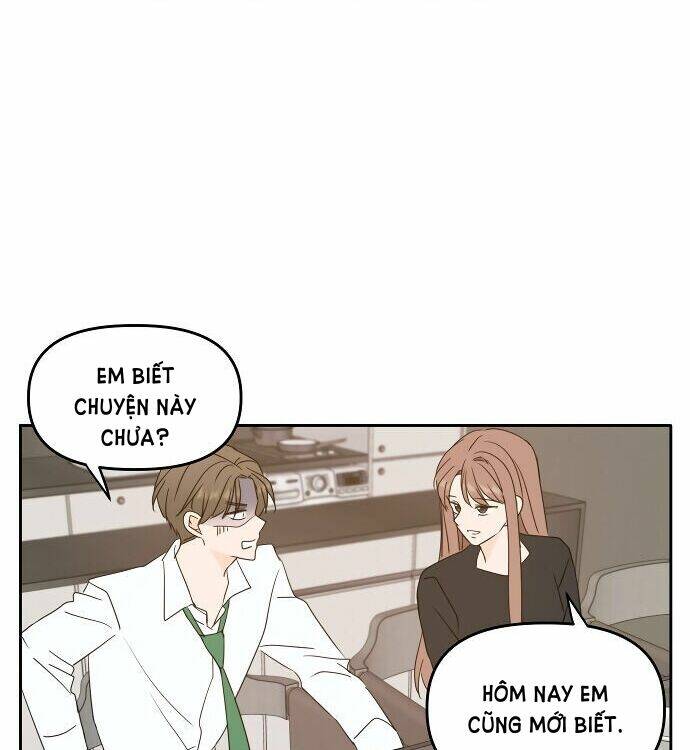 EM BIẾT
CHUYỆN NÀY
CHƯA?
HÔM NAY EM
CŨNG MỚI BIẾT.